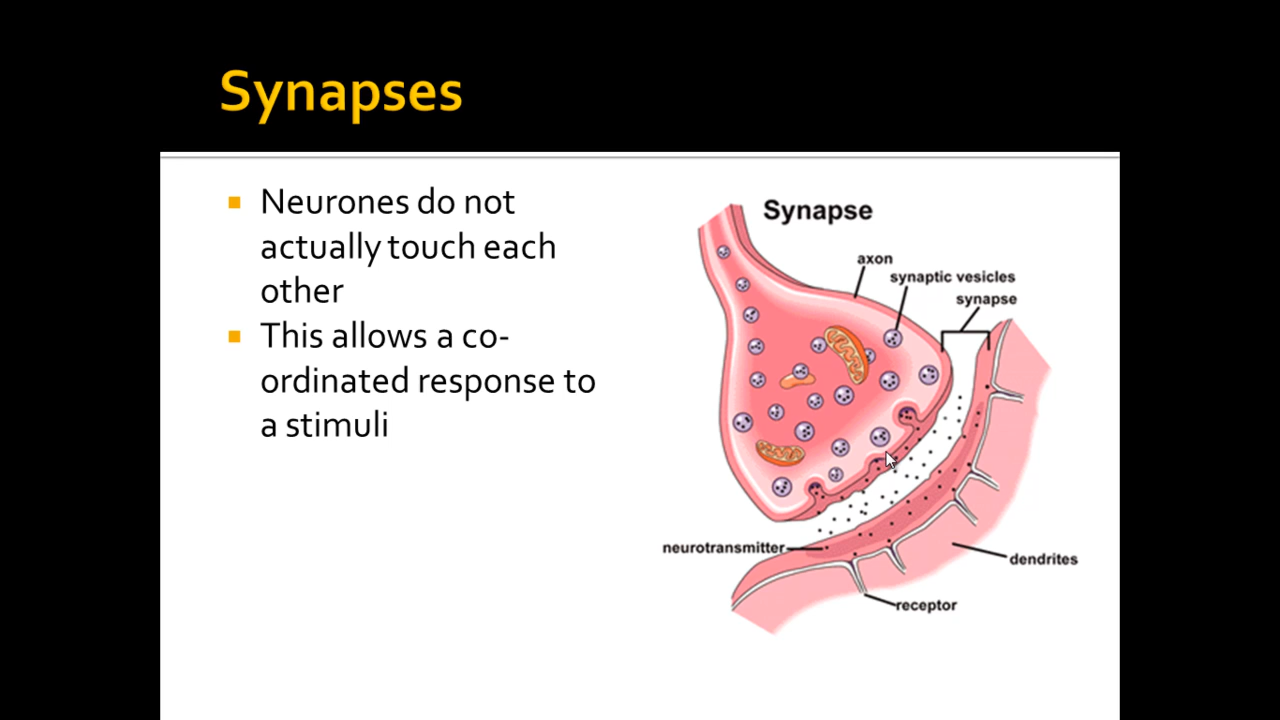 Synapses
Neurones do not
actually touch each
other
This allows a co-
ordinated response to
a stimuli
Synapse
axon
synaptic vesicles
synapse
neurotransmitter
dendrites
receptor